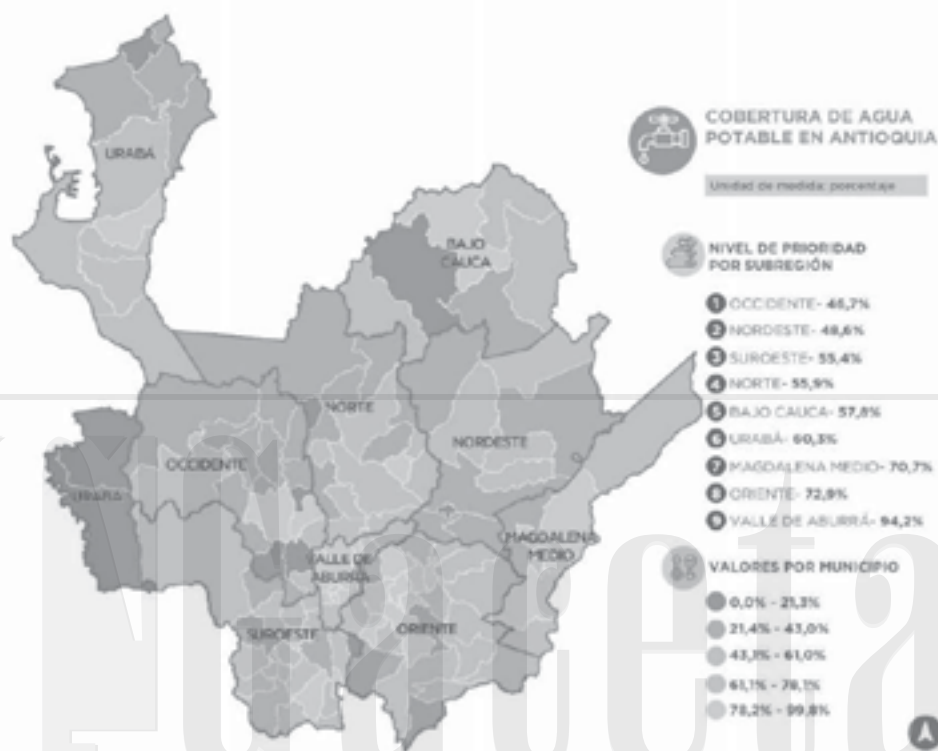 COBERTURA DE AGUA
POTABLE EN ANTIOQUIA
Unidad de medida: porcentaje
NIVEL DE PRIORIDAD
POR SUBREGIÓN
1 OCCIDENTE- 46,7%
2 NORDESTE- 48,6%
3 SUROESTE- 55,4%
4 NORTE- 55,9%
5 BAJO CAUCA- 57,8%
6 URABÁ- 60,3%
7 MAGDALENA MEDIO- 70,7%
8 ORIENTE- 72,9%
9 VALLE DE ABURRÁ- 94,2%
VALORES POR MUNICIPIO
0,0% - 21,3%
21,4% - 43,0%
43,1% - 61,0%
61,1% - 78,1%
78,2% - 99,8%
URABA
BAJO
CAUCA
NORTE
NORDESTE
OCCIDENTE
URABA
MAGDALENA
MEDIO
VALLE DE
ABURRÁ
SUROESTE
ORIENTE